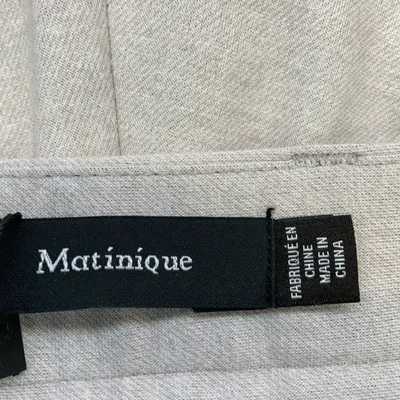 Matinique
FABRIQUÉ EN
CHINE
MADE IN
CHINA